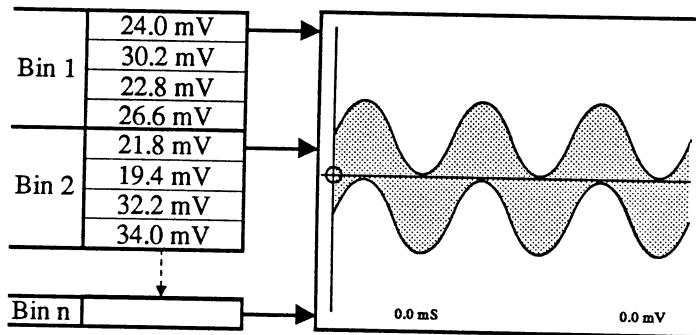 Bin 1
24.0 mV
30.2 mV
22.8 mV
26.6 mV
Bin 2
21.8 mV
19.4 mV
32.2 mV
34.0 mV
Bin n
0.0 mS
0.0 mV